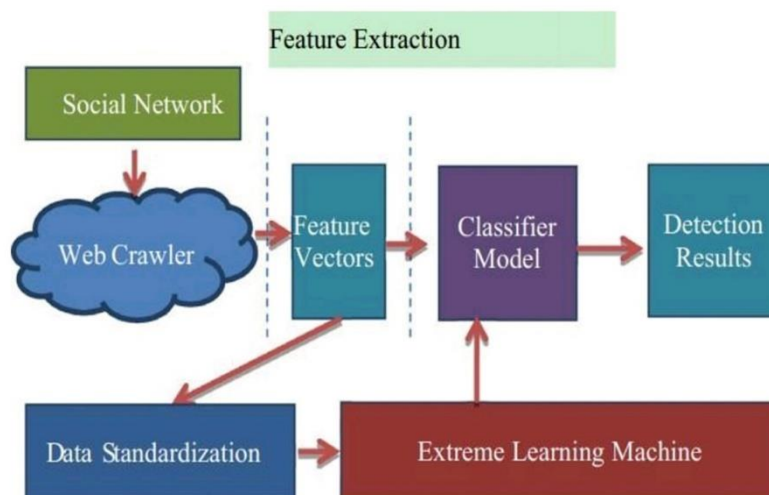 Feature Extraction
Social Network
Web Crawler
Feature
Vectors
Classifier
Model
Detection
Results
Data Standardization
Extreme Learning Machine